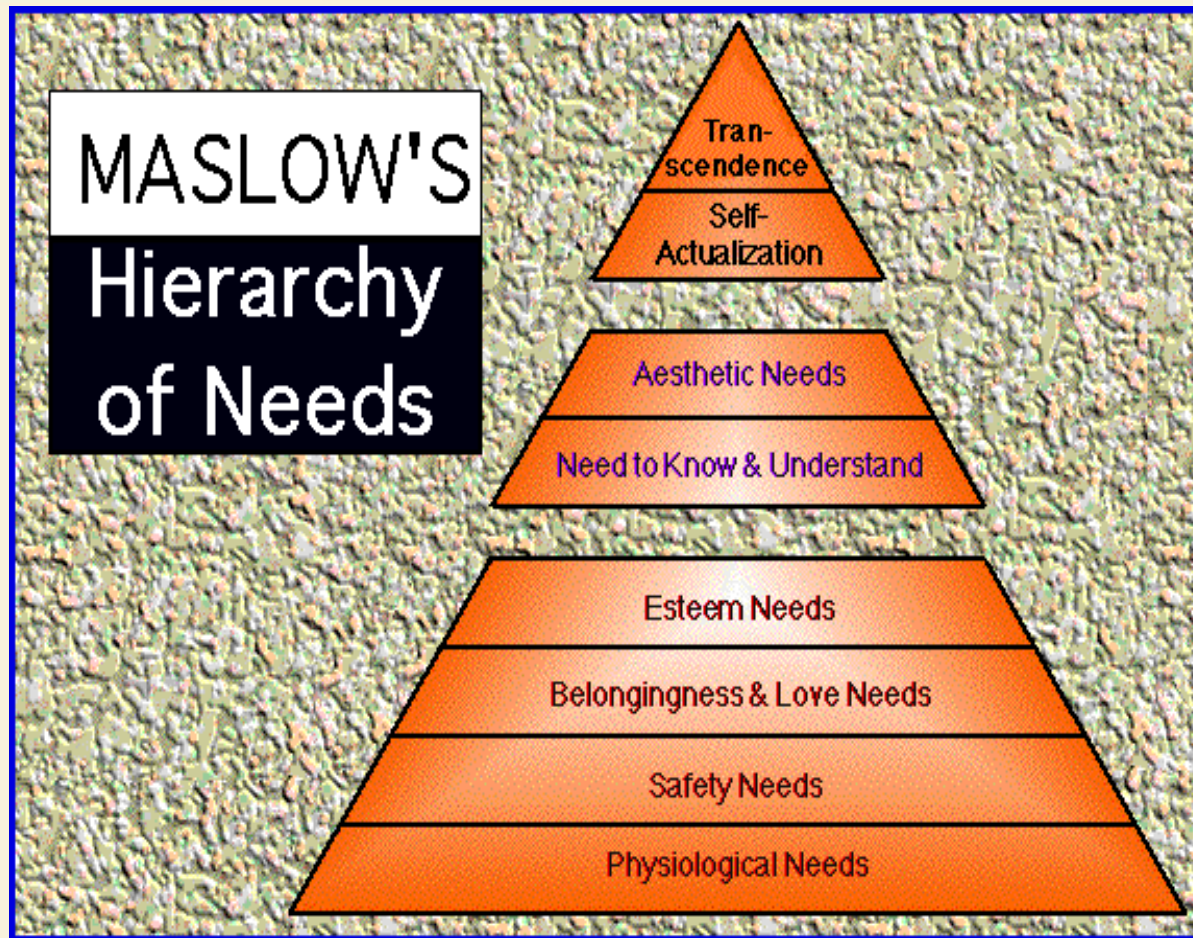 MASLOW'S
Hierarchy
of Needs
Tran-
scendence
Self-
Actualization
Aesthetic Needs
Need to Know & Understand
Esteem Needs
Belongingness & Love Needs
Safety Needs
Physiological Needs